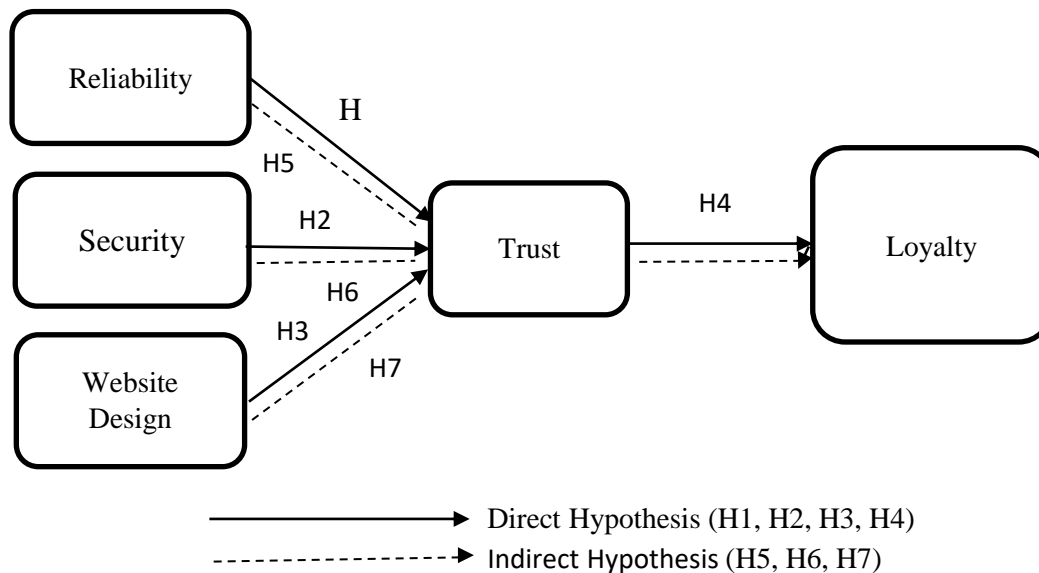 Reliability
H
H5
Security
H2
H4
Trust
Loyalty
H6
H3
Website
Design
H7
Direct Hypothesis (H1, H2, H3, H4)
Indirect Hypothesis (H5, H6, H7)